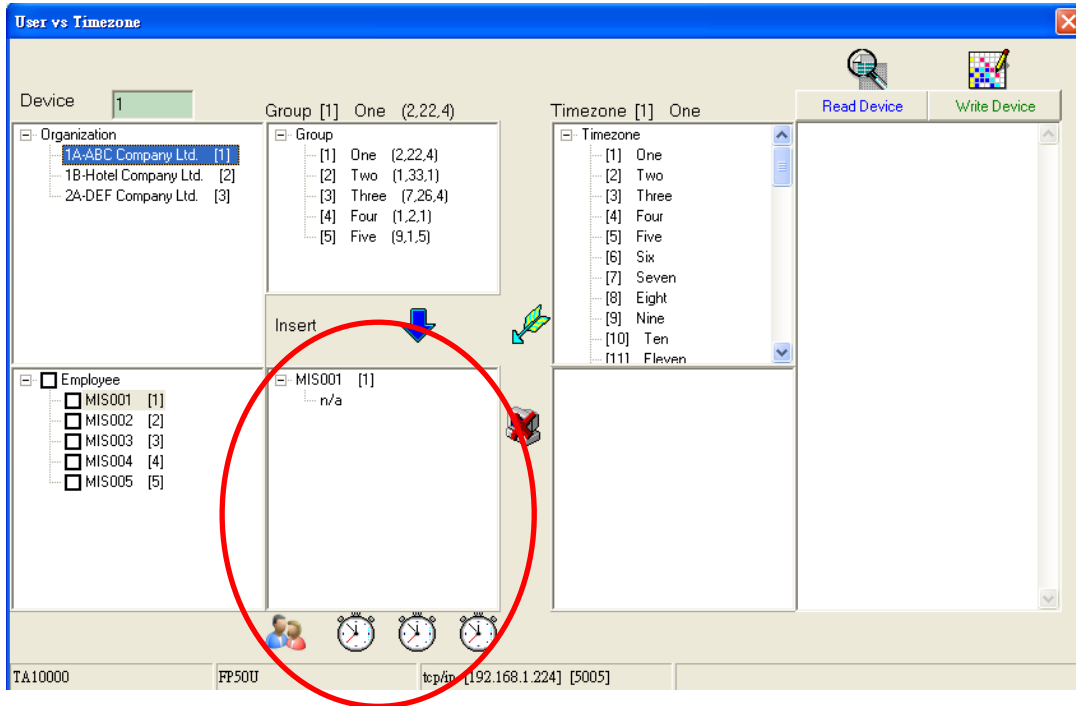 User vs Timezone
Device 1
Group [1] One (2,22,4)
Timezone [1] One
Read Device
Write Device
Organization
1A-ABC Company Ltd. [1]
1B-Hotel Company Ltd. [2]
2A-DEF Company Ltd. [3]
Group
[1] One (2,22,4)
[2] Two (1,33,1)
[3] Three (7,26,4)
[4] Four (1,2,1)
[5] Five (9,1,5)
Timezone
[1] One
[2] Two
[3] Three
[4] Four
[5] Five
[6] Six
[7] Seven
[8] Eight
[9] Nine
[10] Ten
[11] Eleven
Insert
Employee
MIS001 [1]
MIS002 [2]
MIS003 [3]
MIS004 [4]
MIS005 [5]
MIS001 [1]
n/a
TA10000
FP50U
tcp/ip [192.168.1.224] [5005]